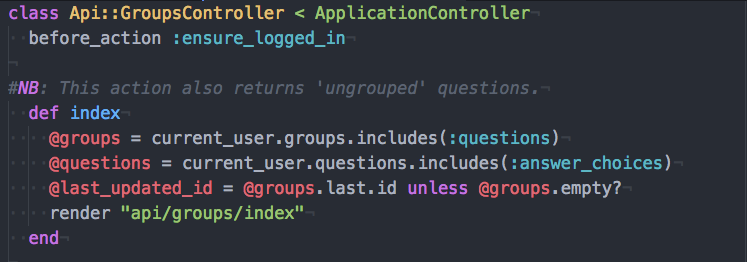 class Api::GroupsController < ApplicationController
  before_action :ensure_logged_in

#NB: This action also returns 'ungrouped' questions.
  def index
    @groups = current_user.groups.includes(:questions)
    @questions = current_user.questions.includes(:answer_choices)
    @last_updated_id = @groups.last.id unless @groups.empty?
    render "api/groups/index"
  end